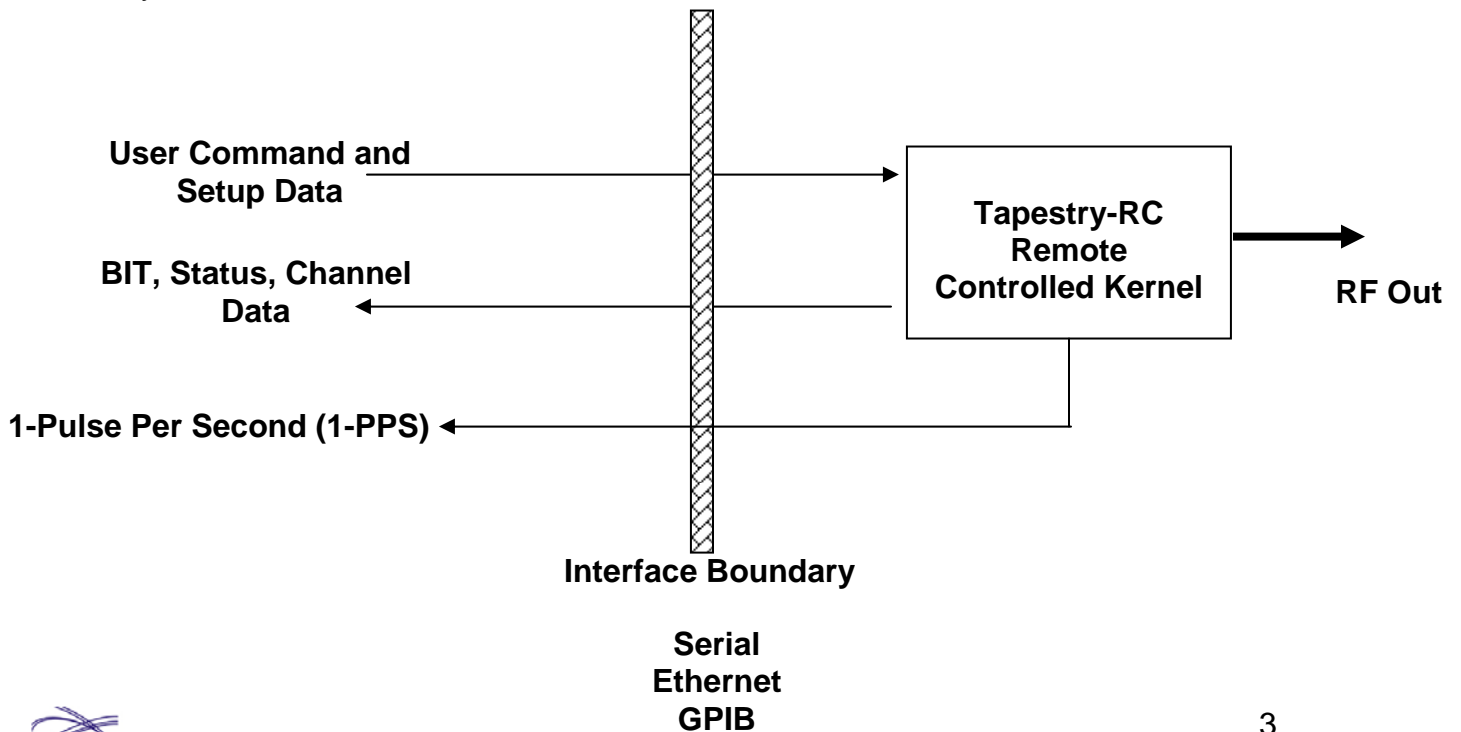 User Command and
Setup Data
BIT, Status, Channel
Data
1-Pulse Per Second (1-PPS)
Tapestry-RC
Remote
Controlled Kernel
RF Out
Interface Boundary
Serial
Ethernet
GPIB
3